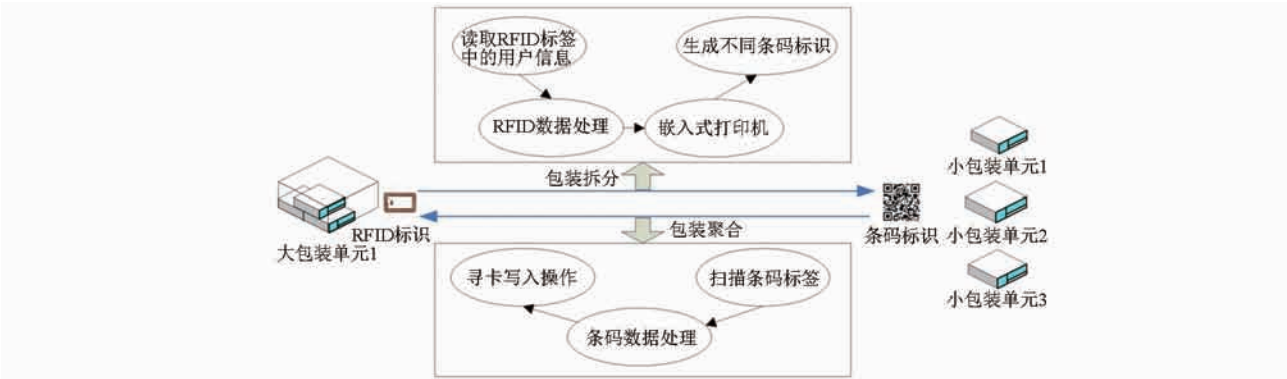 读取RFID标签
中的用户信息
生成不同条码标识
RFID数据处理
嵌入式打印机
包装拆分
小包装单元1
RFID标识
大包装单元1
包装聚合
条码标识
小包装单元2
寻卡写入操作
扫描条码标签
小包装单元3
条码数据处理